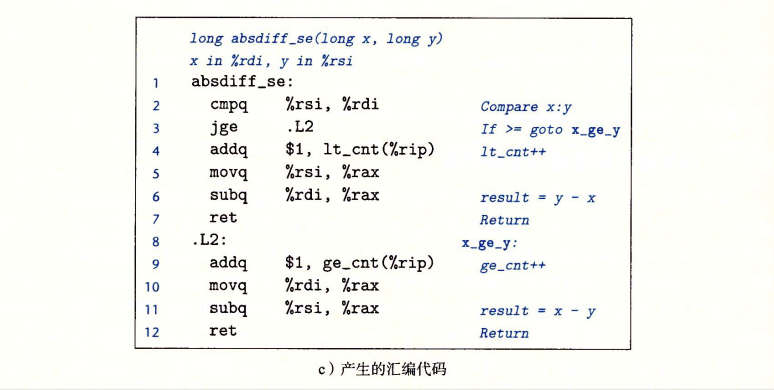 long absdiff_se(long x, long y)
x in %rdi, y in %rsi
1 absdiff_se:
2 cmpq %rsi, %rdi Compare x:y
3 jge .L2 If >= goto x_ge_y
4 addq $1, lt_cnt(%rip) lt_cnt++
5 movq %rsi, %rax
6 subq %rdi, %rax result = y - x
7 ret Return
8 .L2: x_ge_y:
9 addq $1, ge_cnt(%rip) ge_cnt++
10 movq %rdi, %rax
11 subq %rsi, %rax result = x - y
12 ret Return
c）产生的汇编代码